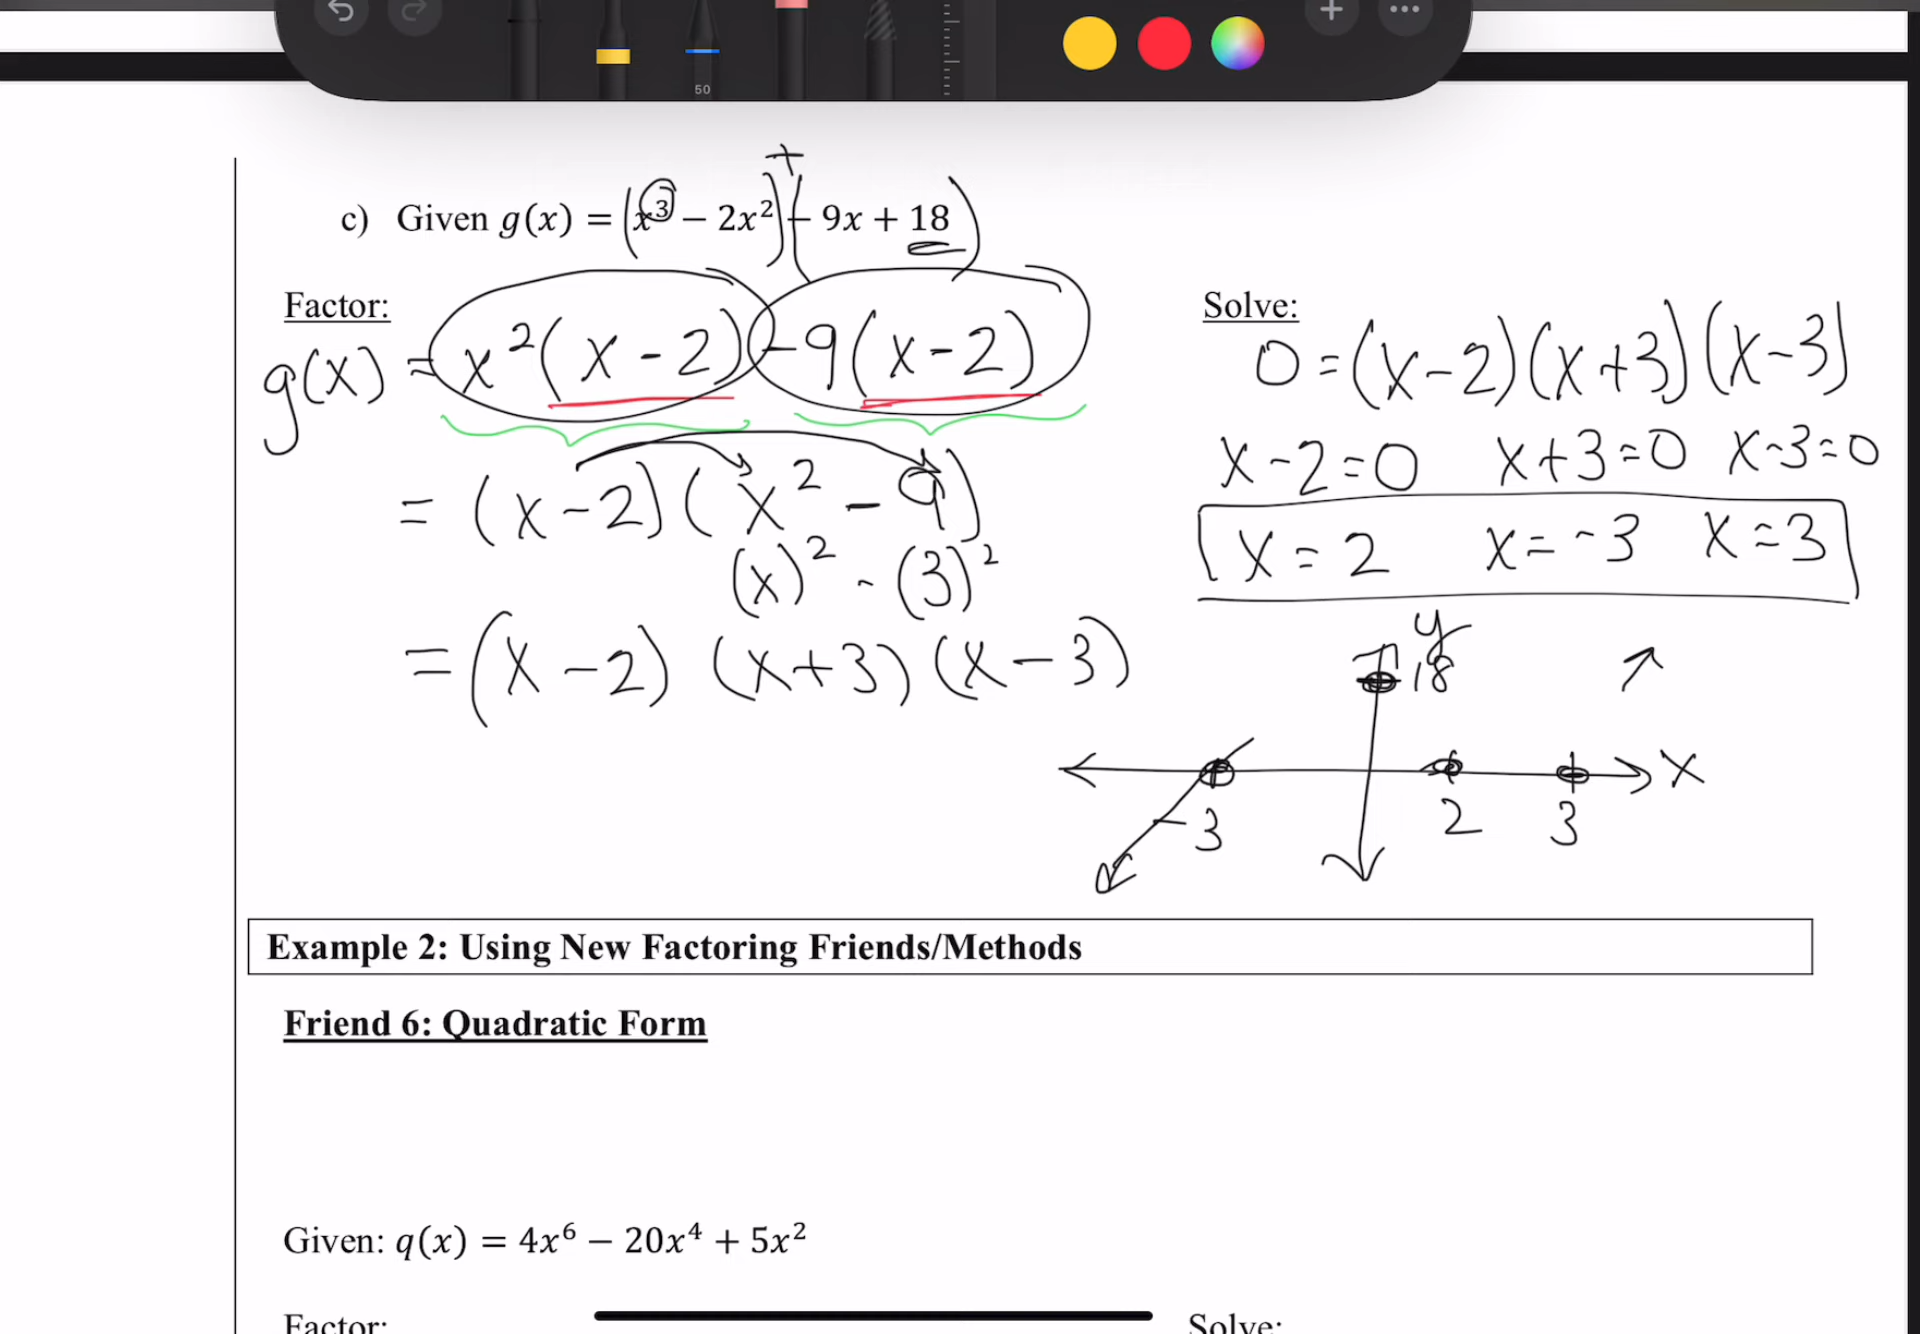 50
+
c) Given g(x) = (x³ − 2x²)(− 9x + 18)
Factor:
g(x) = x²(x-2) -9(x-2)
= (x-2)(x² - 9)
(x)² - (3)²
= (x-2)(x+3)(x-3)
Solve:
0 = (x-2)(x+3)(x-3)
x-2=0 x+3=0 x-3=0
x=2 x=-3 x=3
y
18
x
-3 2 3
Example 2: Using New Factoring Friends/Methods
Friend 6: Quadratic Form
Given: q(x) = 4x⁶ − 20x⁴ + 5x²
Factor: Solve: